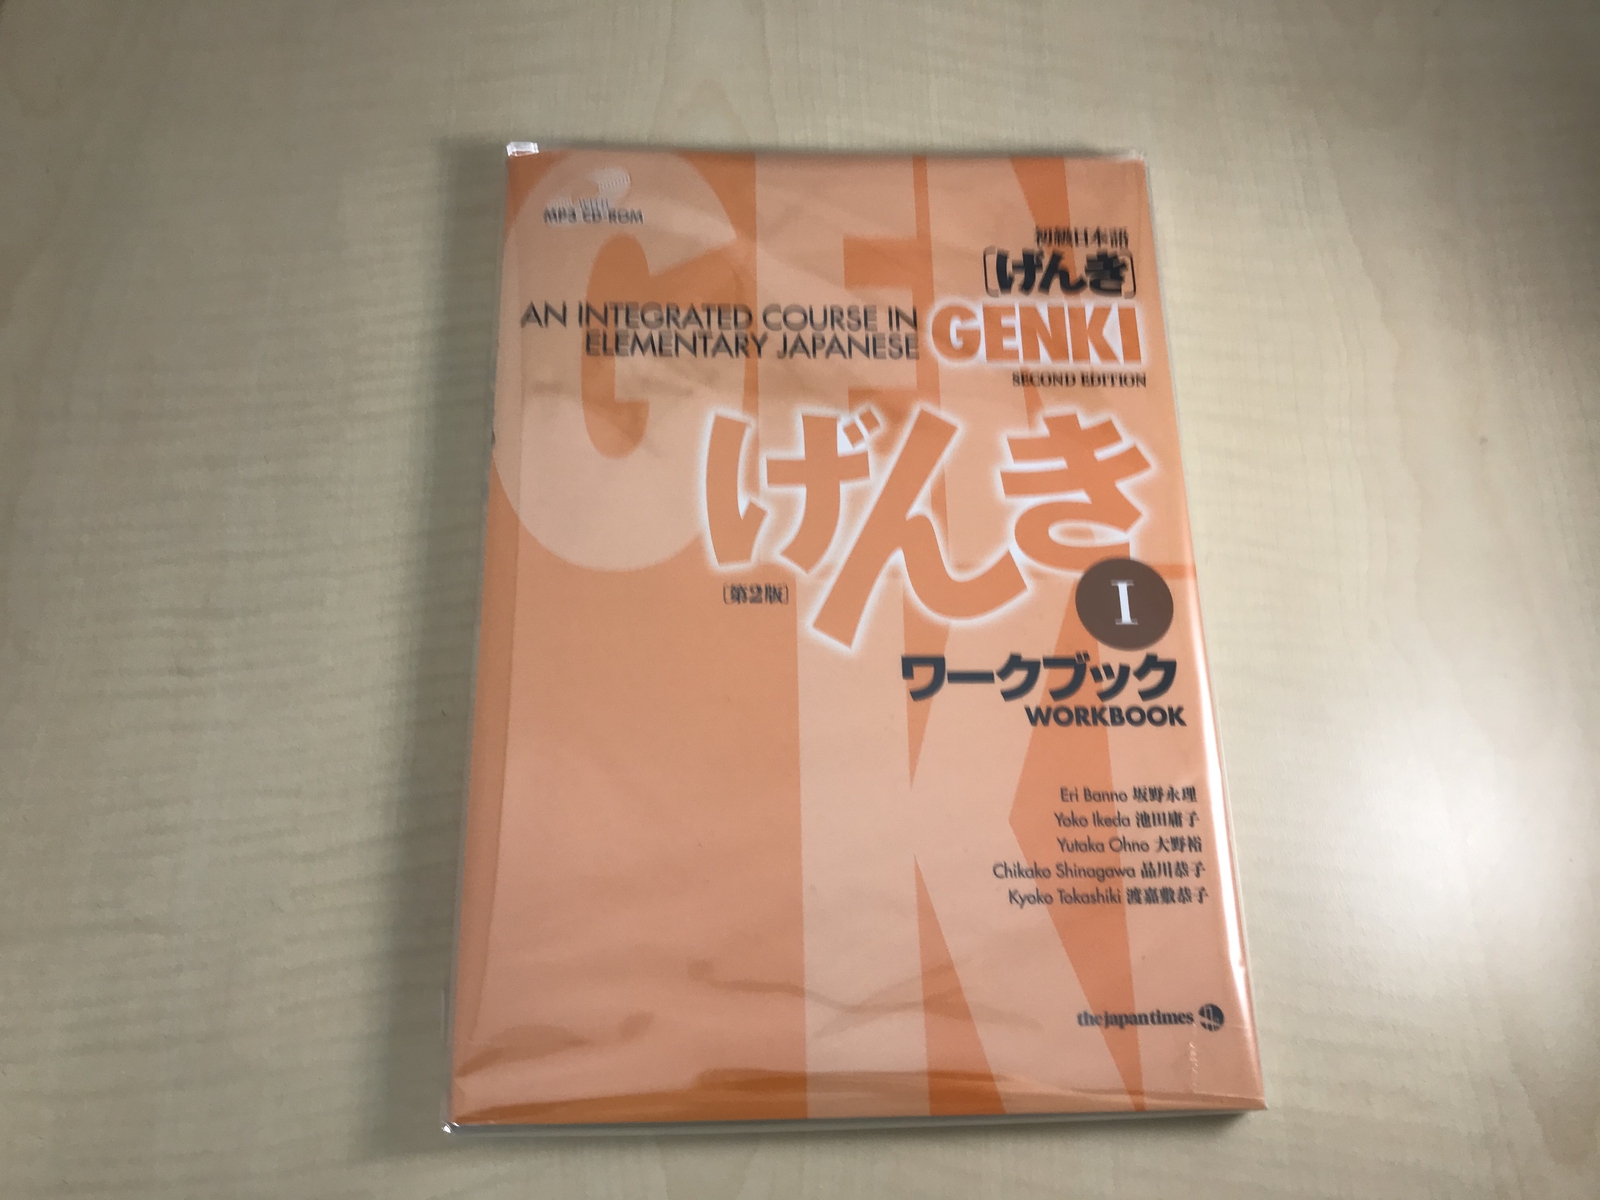 WITH
MP3 CD-ROM
初級日本語
[げんき]
AN INTEGRATED COURSE IN
ELEMENTARY JAPANESE
GENKI
SECOND EDITION
GENKI
げんき
[第2版]
I
ワークブック
WORKBOOK
Eri Banno 坂野永理
Yoko Ikeda 池田庸子
Yutaka Ohno 大野裕
Chikako Shinagawa 品川恭子
Kyoko Tokashiki 渡嘉敷恭子
the japan times